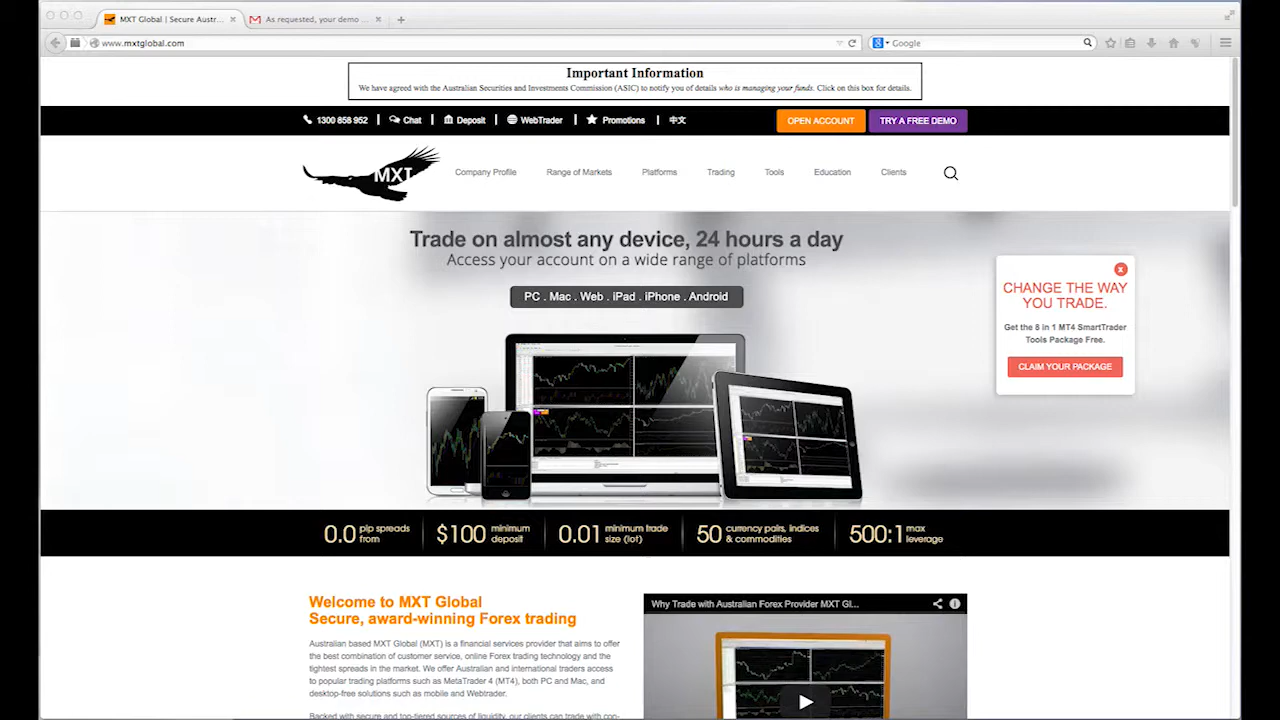 MXT Global | Secure Austr...
As requested, your demo ...
www.mxtglobal.com
Google
Important Information
We have agreed with the Australian Securities and Investments Commission (ASIC) to notify you of details who is managing your funds. Click on this box for details.
1300 858 952 | Chat | Deposit | WebTrader | Promotions | 中文
OPEN ACCOUNT
TRY A FREE DEMO
MXT
Company Profile
Range of Markets
Platforms
Trading
Tools
Education
Clients
Trade on almost any device, 24 hours a day
Access your account on a wide range of platforms
PC . Mac . Web . iPad . iPhone . Android
x
CHANGE THE WAY
YOU TRADE.
Get the 8 in 1 MT4 SmartTrader
Tools Package Free.
CLAIM YOUR PACKAGE
0.0 pip spreads from
$100 minimum deposit
0.01 minimum trade size (lot)
50 currency pairs, indices & commodities
500:1 max leverage
Welcome to MXT Global
Secure, award-winning Forex trading
Australian based MXT Global (MXT) is a financial services provider that aims to offer
the best combination of customer service, online Forex trading technology and the
tightest spreads in the market. We offer Australian and international traders access
to popular trading platforms such as MetaTrader 4 (MT4), both PC and Mac, and
desktop-free solutions such as mobile and Webtrader.
Backed with secure and top-tiered sources of liquidity, our clients can trade with con-
Why Trade with Australian Forex Provider MXT Gl...